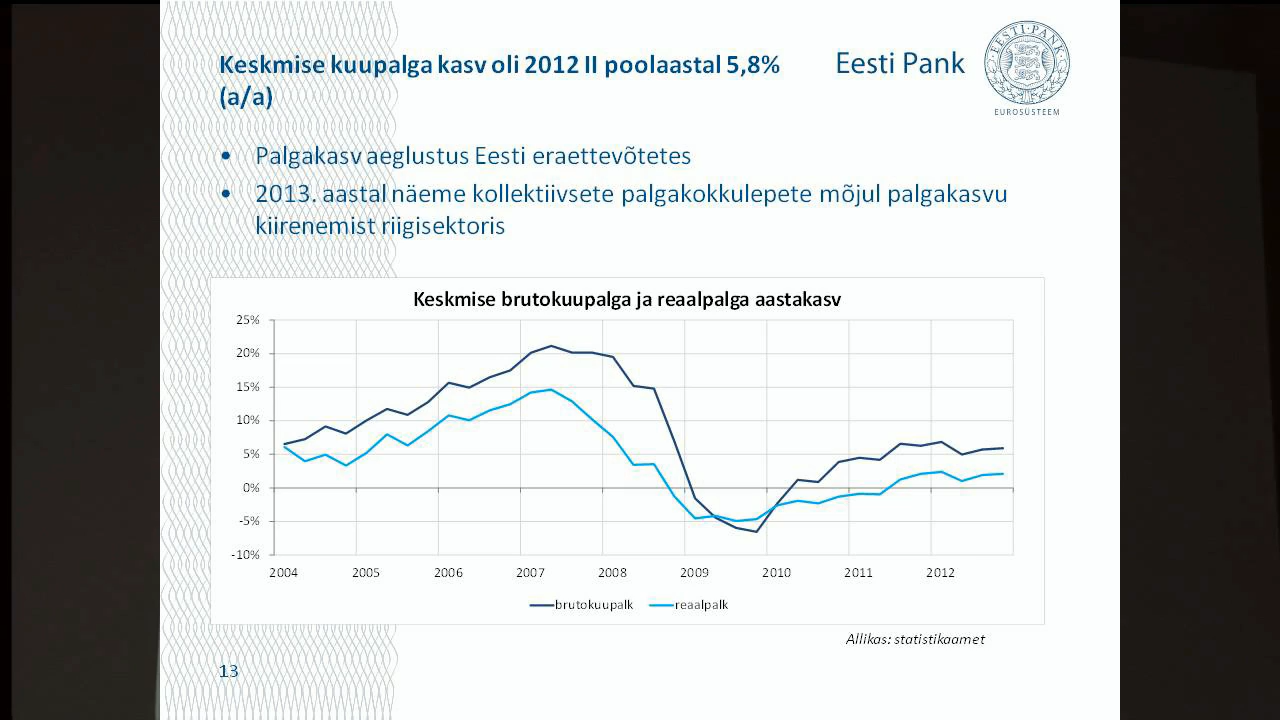 Keskmise kuupalga kasv oli 2012 II poolaastal 5,8%
(a/a)
Eesti Pank
EESTI PANK
EUROSÜSTEEM
• Palgakasv aeglustus Eesti eraettevõtetes
• 2013. aastal näeme kollektiivsete palgakokkulepete mõjul palgakasvu
kiirenemist riigisektoris
Keskmise brutokuupalga ja reaalpalga aastakasv
25%
20%
15%
10%
5%
0%
-5%
-10%
2004 2005 2006 2007 2008 2009 2010 2011 2012
brutokuupalk reaalpalk
Allikas: statistikaamet
13